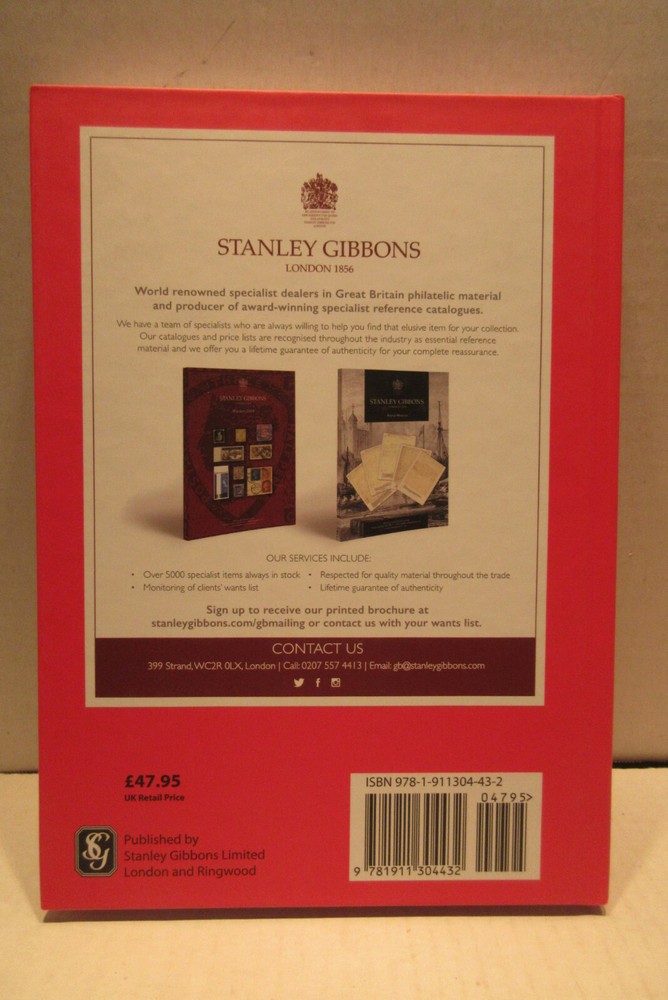 STANLEY GIBBONS
LONDON 1856
World renowned specialist dealers in Great Britain philatelic material
and producer of award-winning specialist reference catalogues.
We have a team of specialists who are always willing to help you find that elusive item for your collection.
Our catalogues and price lists are recognised throughout the industry as essential reference
material and we offer you a lifetime guarantee of authenticity for your complete reassurance.
STANLEY GIBBONS
STANLEY GIBBONS
OUR SERVICES INCLUDE:
• Over 5000 specialist items always in stock
• Monitoring of clients' wants list
• Respected for quality material throughout the trade
• Lifetime guarantee of authenticity
Sign up to receive our printed brochure at
stanleygibbons.com/gbmailing or contact us with your wants list.
CONTACT US
399 Strand, WC2R 0LX, London | Call: 0207 557 4413 | Email: gb@stanleygibbons.com
£47.95
UK Retail Price
SG
Published by
Stanley Gibbons Limited
London and Ringwood
ISBN 978-1-911304-43-2
04795>
9 781911 304432